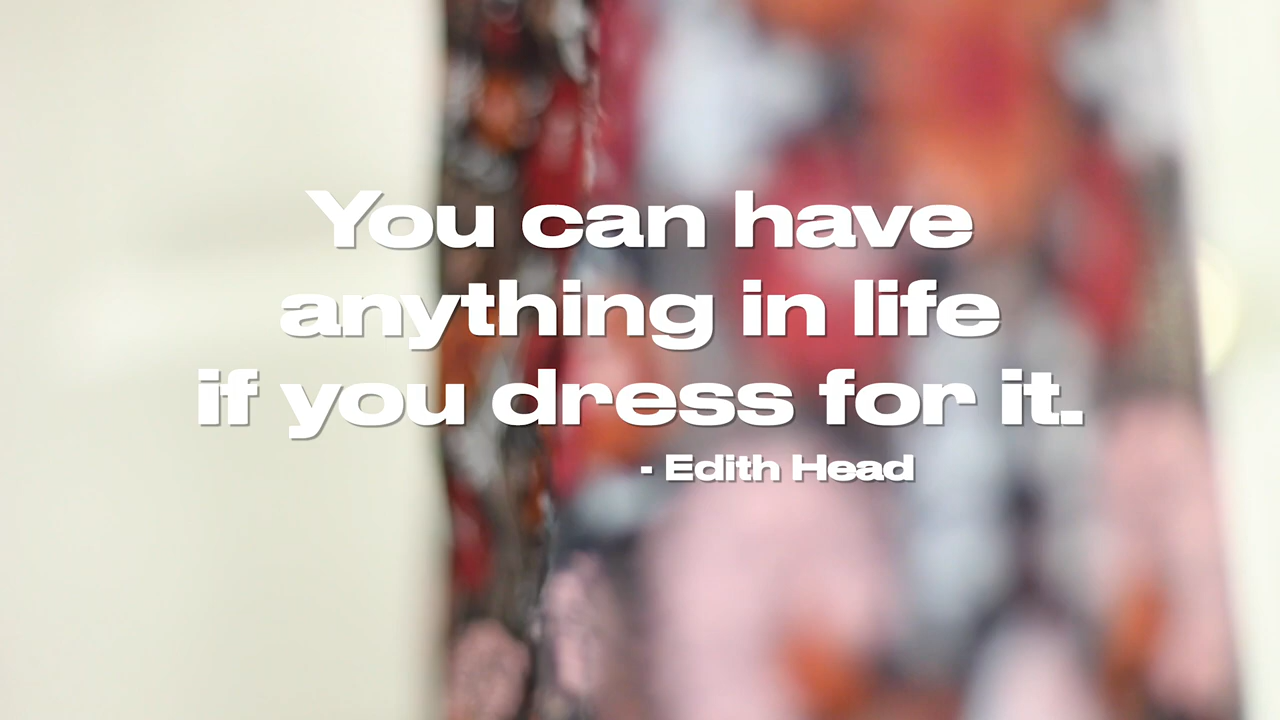 You can have
anything in life
if you dress for it.
- Edith Head